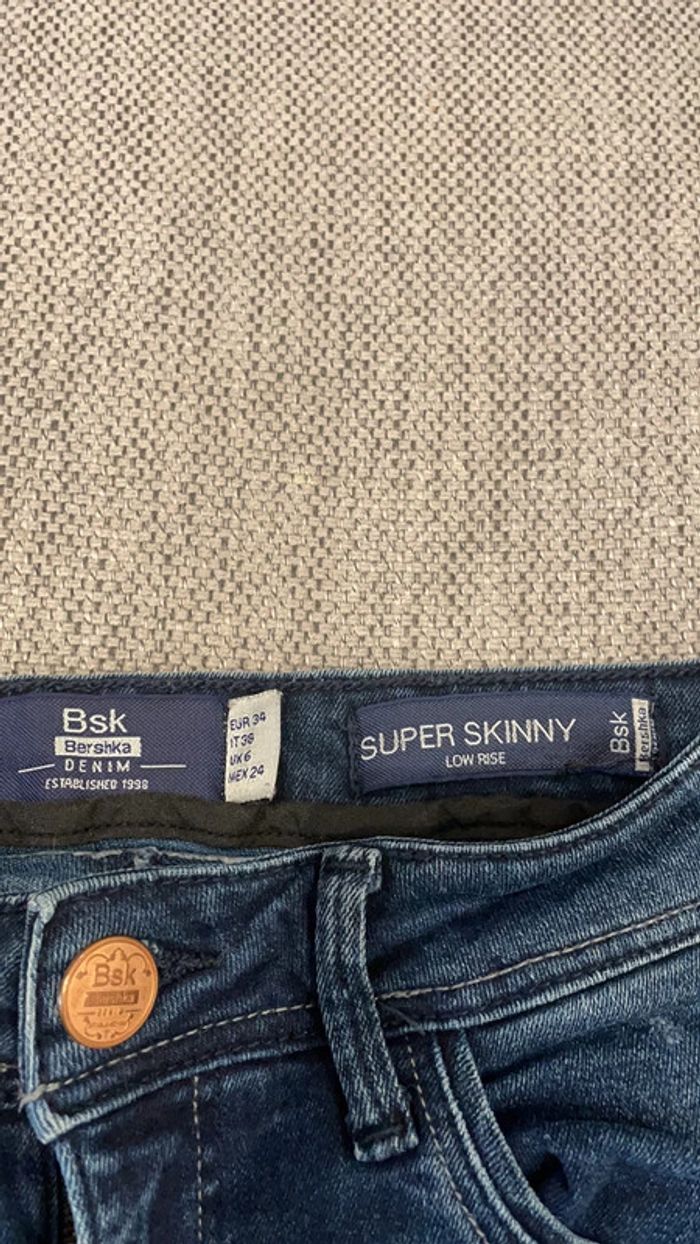 Bsk
Bershka
DENIM
ESTABLISHED 1998
EUR 34
IT 38
UK 6
MEX 24
SUPER SKINNY
LOW RISE
Bsk
Bershka
Bsk
Bershka